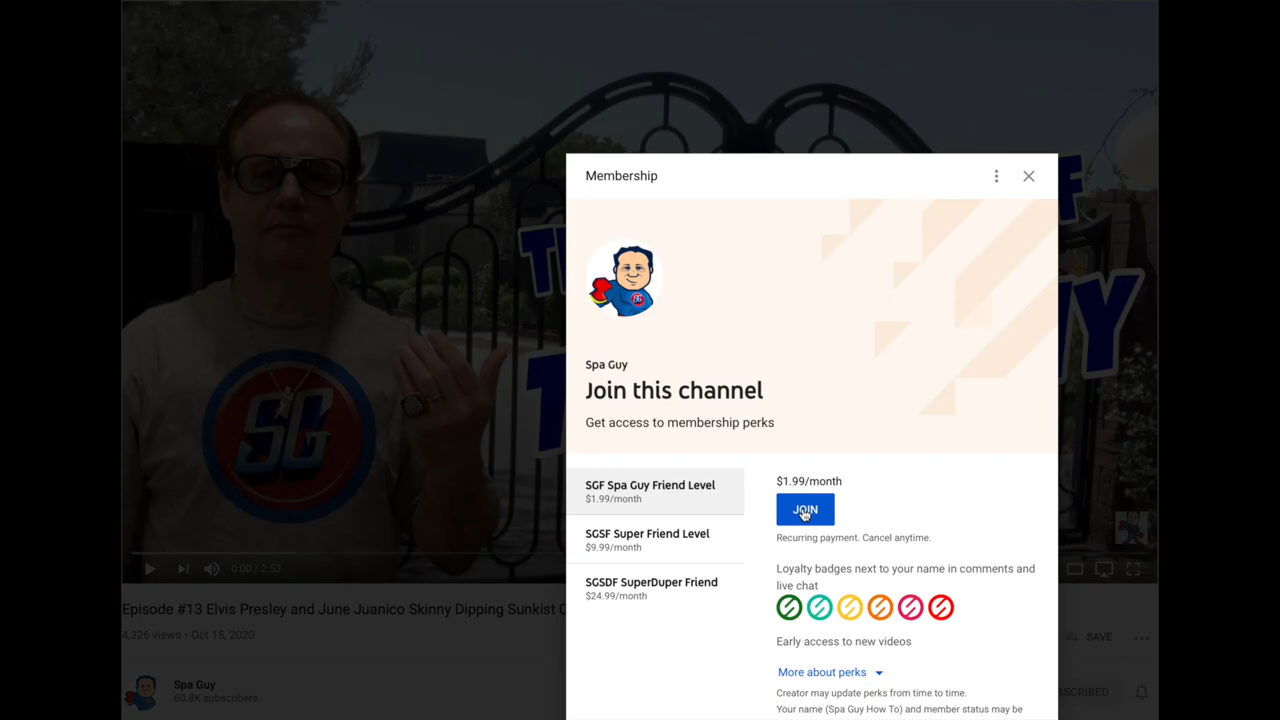 Membership
Spa Guy
Join this channel
Get access to membership perks
SGF Spa Guy Friend Level
$1.99/month
SGSF Super Friend Level
$9.99/month
SGSDF SuperDuper Friend
$24.99/month
$1.99/month
JOIN
Recurring payment. Cancel anytime.
Loyalty badges next to your name in comments and
live chat
Early access to new videos
More about perks
Creator may update perks from time to time.
Your name (Spa Guy How To) and member status may be
SG
0:00 / 2:53
Episode #13 Elvis Presley and June Juanico Skinny Dipping Sunkist
4,326 views • Oct 15, 2020
SAVE
Spa Guy
60.8K subscribers